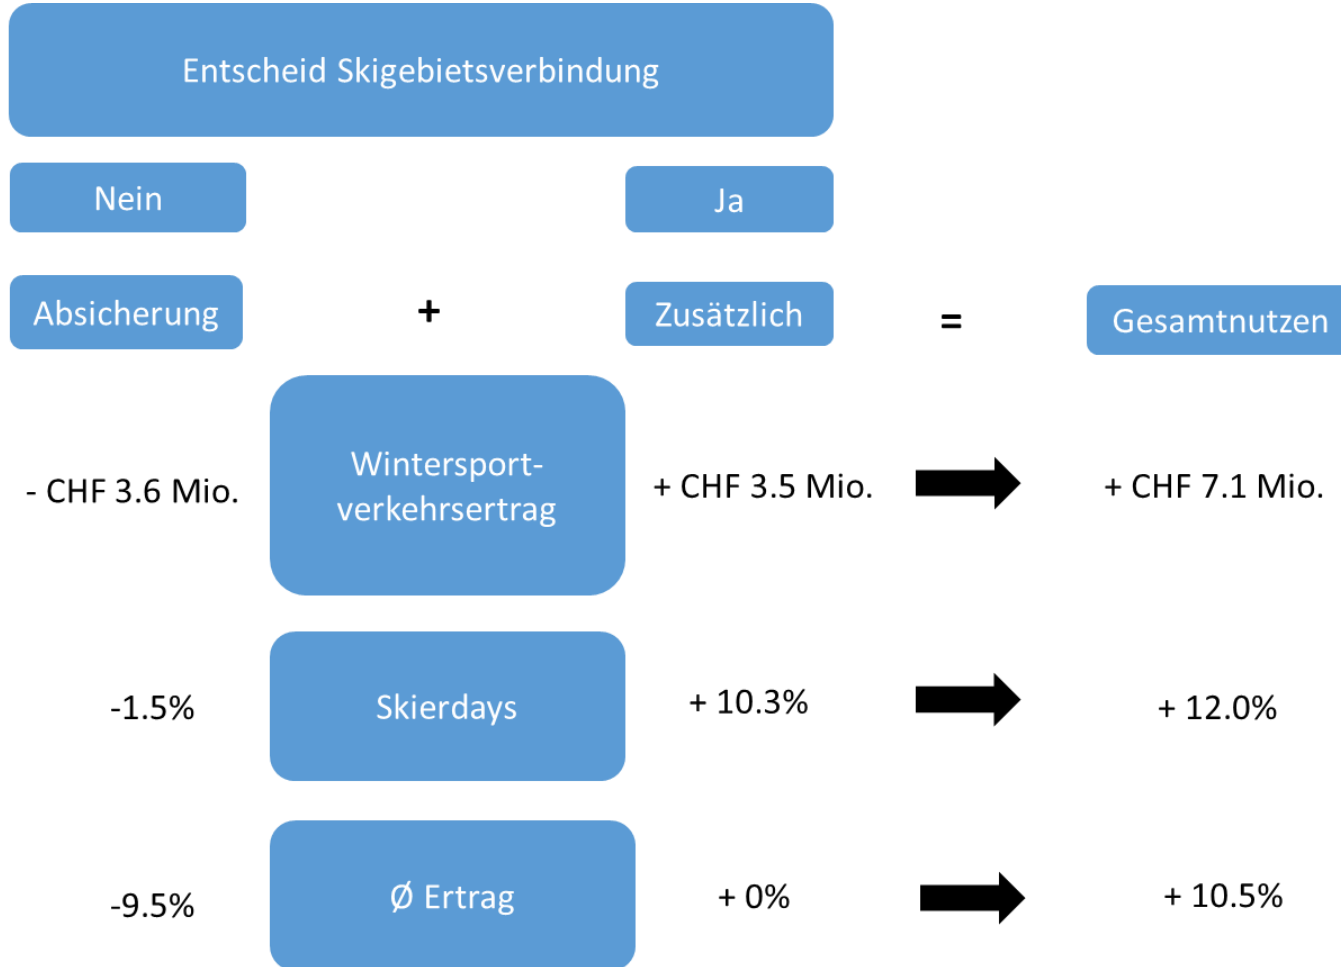 Entscheid Skigebietsverbindung
Nein
Ja
Absicherung
+
Zusätzlich
=
Gesamtnutzen
- CHF 3.6 Mio.
Wintersport-
verkehrsertrag
+ CHF 3.5 Mio.
+ CHF 7.1 Mio.
-1.5%
Skierdays
+ 10.3%
+ 12.0%
-9.5%
Ø Ertrag
+ 0%
+ 10.5%